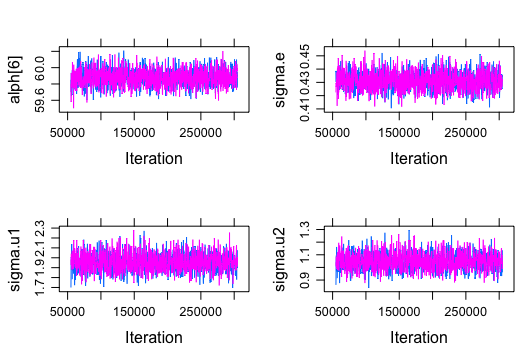 alph[6]
59.6 60.0
50000 150000 250000
Iteration
sigma.e
0.41 0.43 0.45
50000 150000 250000
Iteration
sigma.u1
1.7 1.9 2.1 2.3
50000 150000 250000
Iteration
sigma.u2
0.9 1.1 1.3
50000 150000 250000
Iteration